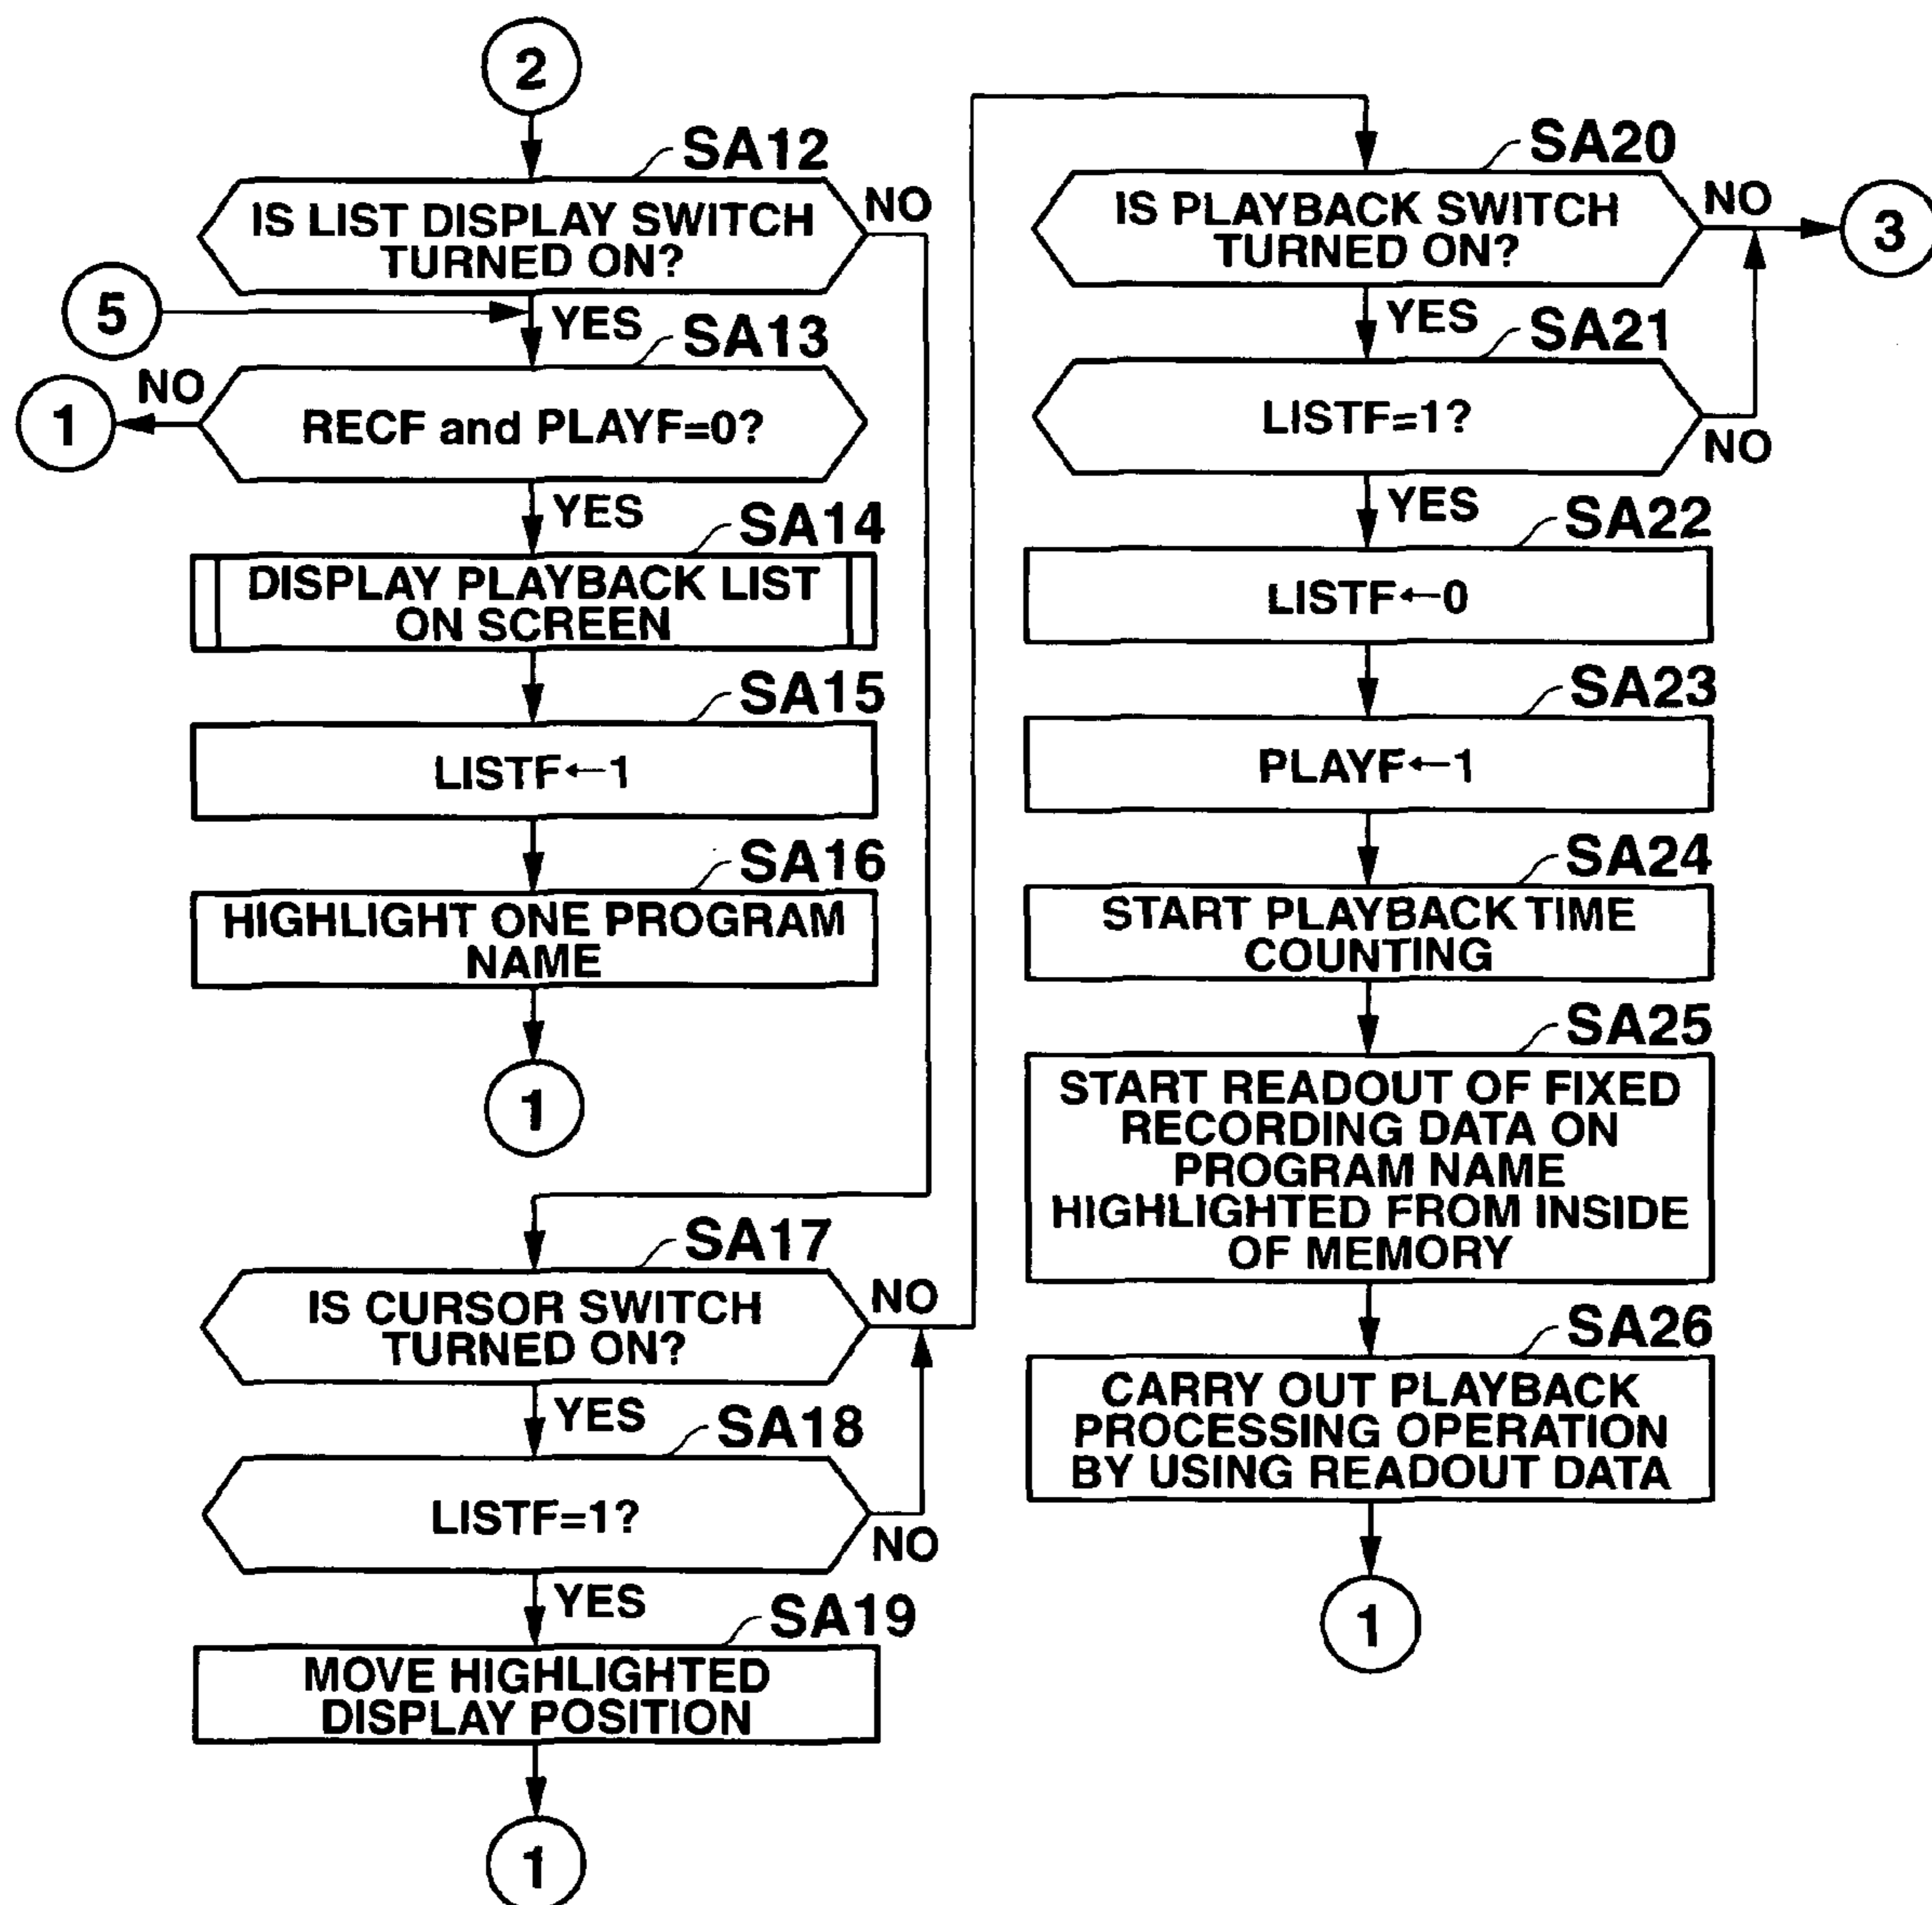 2
SA12
IS LIST DISPLAY SWITCH
TURNED ON?
NO
5
YES
SA13
NO
1
RECF and PLAYF=0?
YES
SA14
DISPLAY PLAYBACK LIST
ON SCREEN
SA15
LISTF←1
SA16
HIGHLIGHT ONE PROGRAM
NAME
1
SA17
IS CURSOR SWITCH
TURNED ON?
NO
YES
SA18
LISTF=1?
NO
YES
SA19
MOVE HIGHLIGHTED
DISPLAY POSITION
1
SA20
IS PLAYBACK SWITCH
TURNED ON?
NO
3
YES
SA21
LISTF=1?
NO
YES
SA22
LISTF←0
SA23
PLAYF←1
SA24
START PLAYBACK TIME
COUNTING
SA25
START READOUT OF FIXED
RECORDING DATA ON
PROGRAM NAME
HIGHLIGHTED FROM INSIDE
OF MEMORY
SA26
CARRY OUT PLAYBACK
PROCESSING OPERATION
BY USING READOUT DATA
1